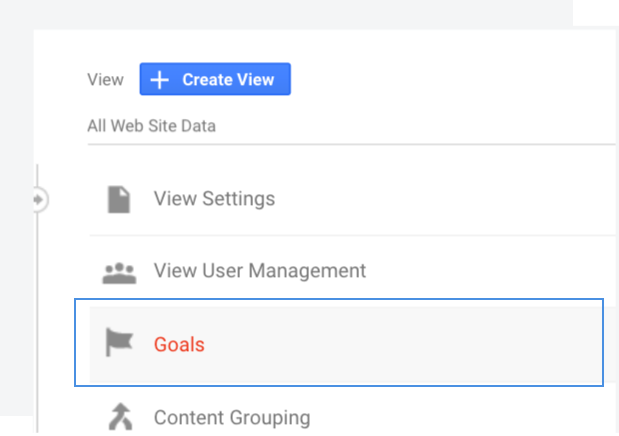 View + Create View
All Web Site Data
View Settings
View User Management
Goals
Content Grouping